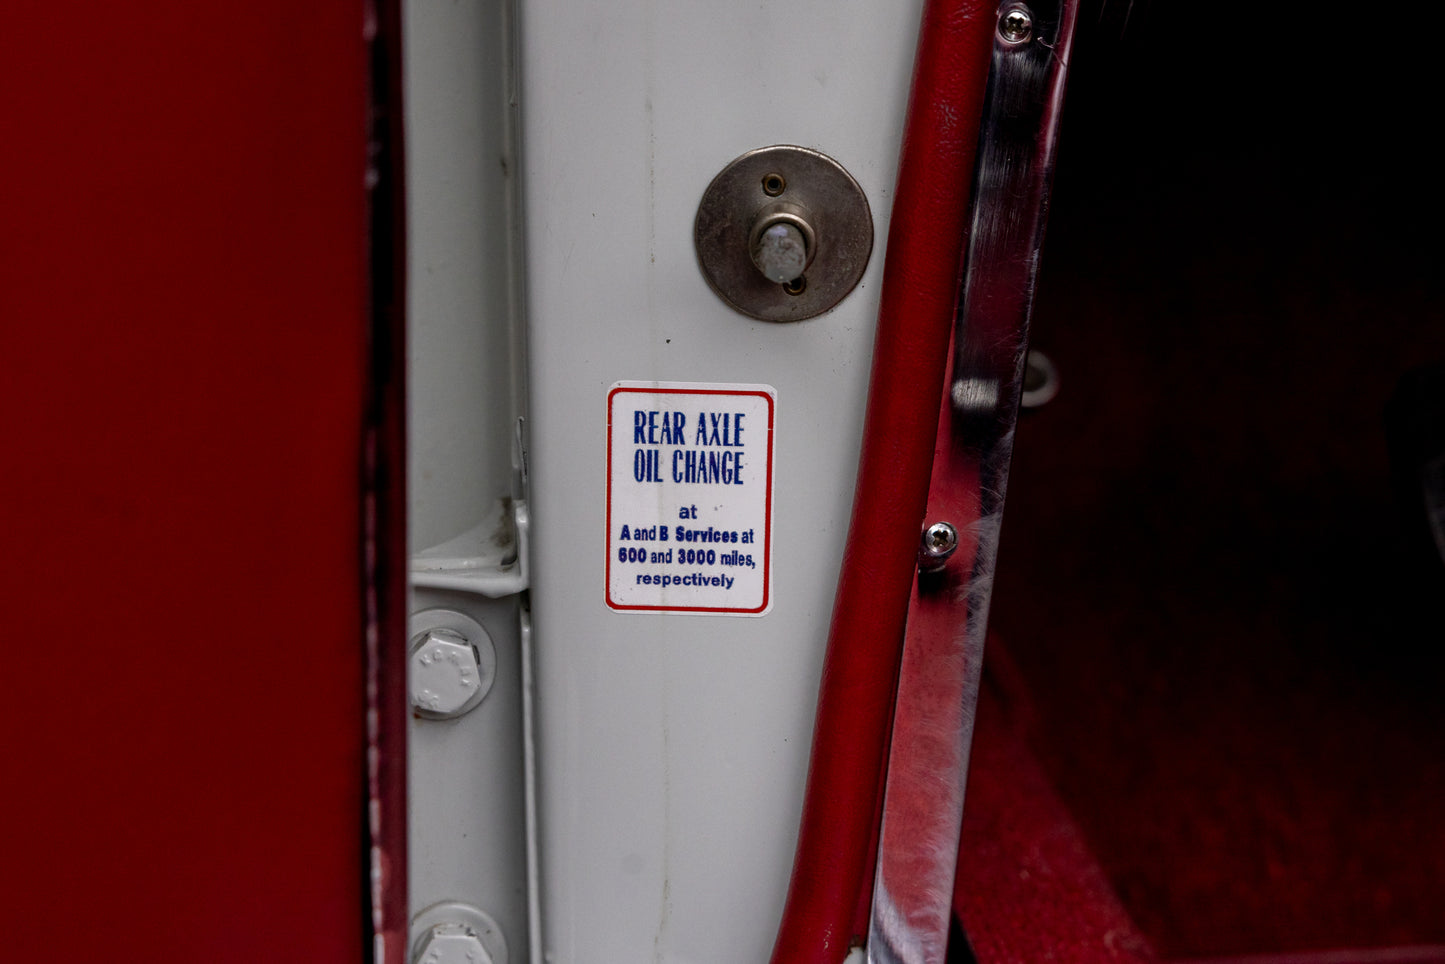 REAR AXLE
OIL CHANGE
at
A and B Services at
600 and 3000 miles,
respectively